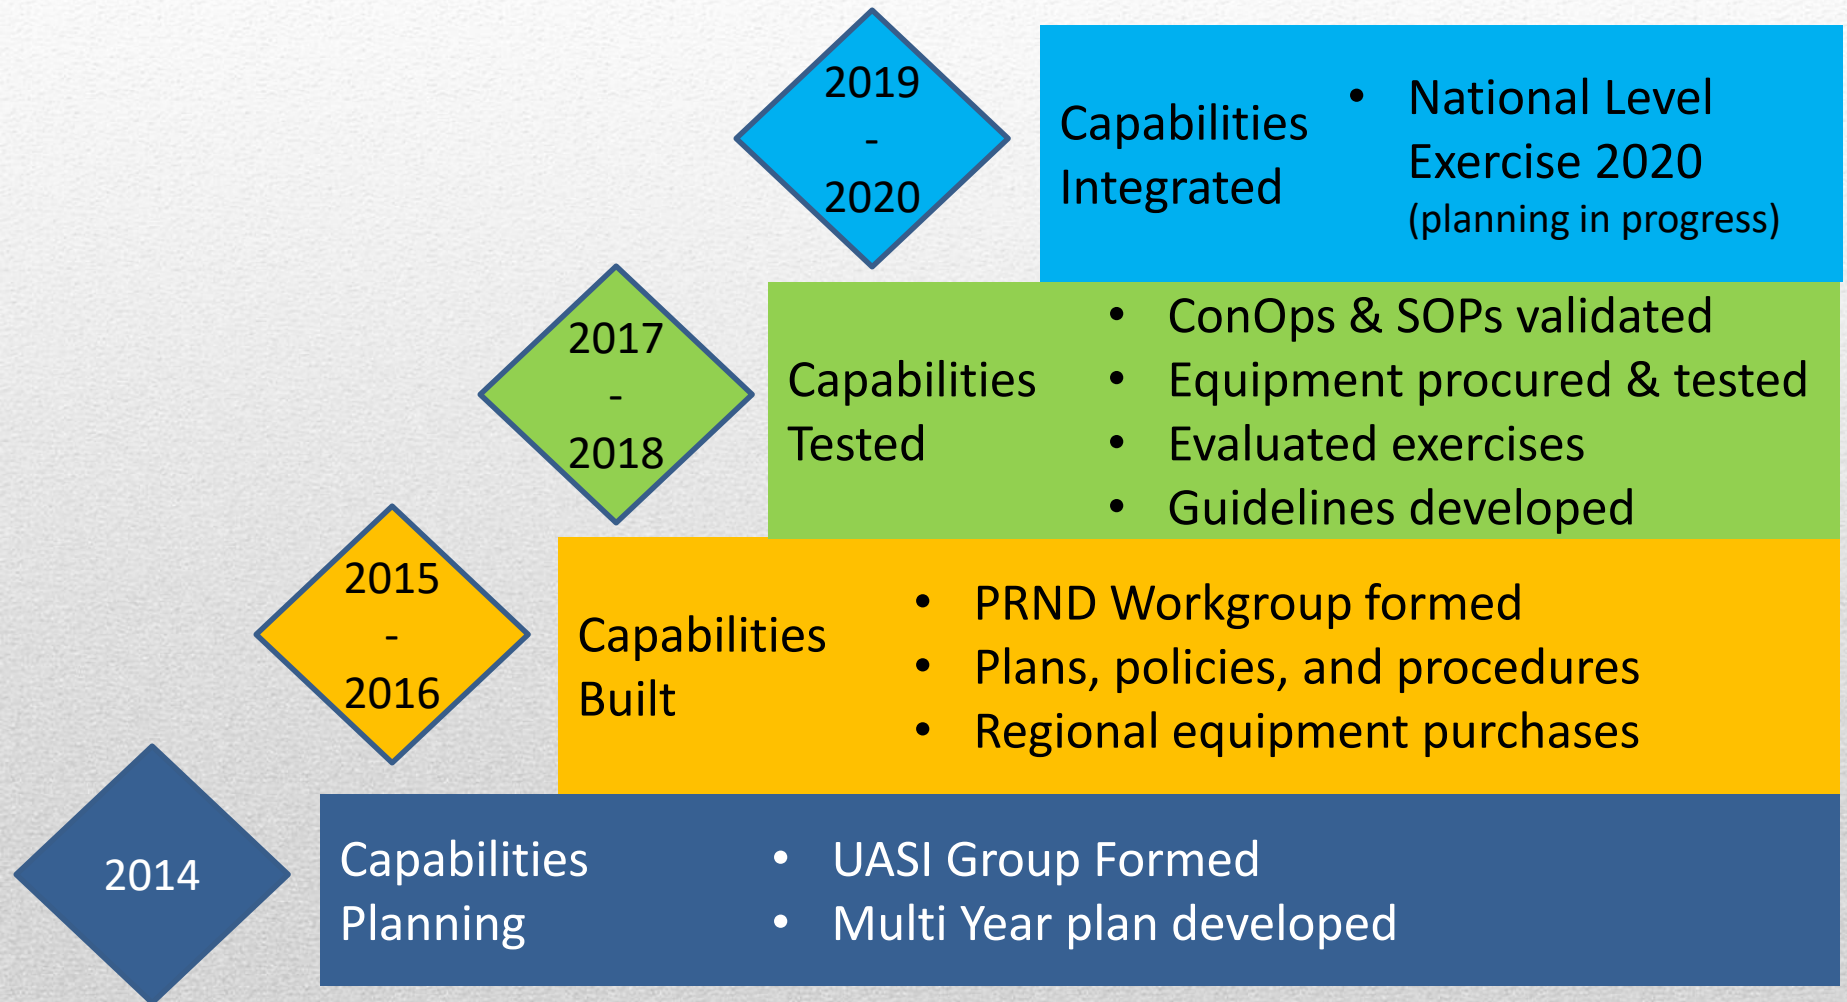 2019
-
2020
Capabilities
Integrated
• National Level
Exercise 2020
(planning in progress)
2017
-
2018
Capabilities
Tested
• ConOps & SOPs validated
• Equipment procured & tested
• Evaluated exercises
• Guidelines developed
2015
-
2016
Capabilities
Built
• PRND Workgroup formed
• Plans, policies, and procedures
• Regional equipment purchases
2014
Capabilities
Planning
• UASI Group Formed
• Multi Year plan developed